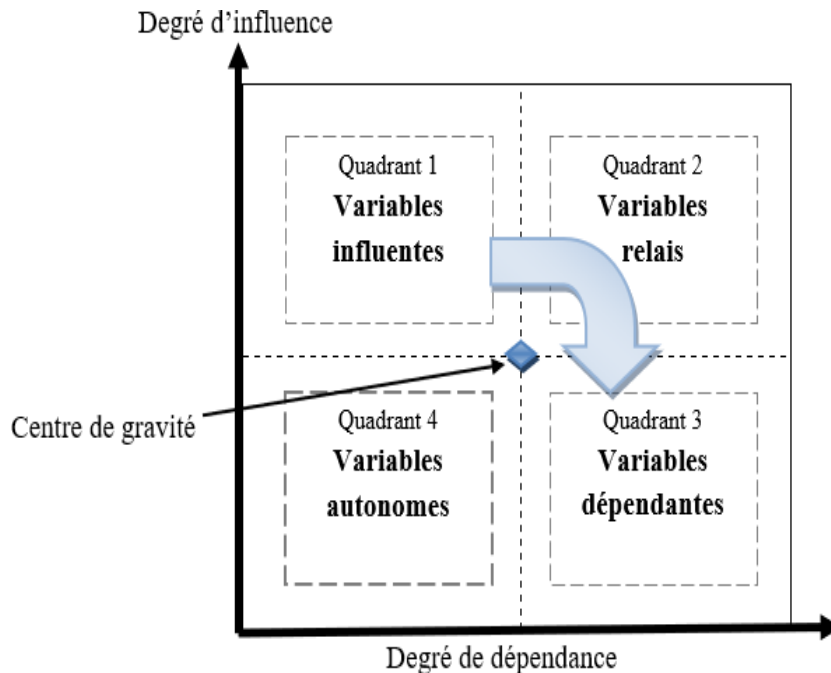 Degré d’influence
Quadrant 1
Variables
influentes
Quadrant 2
Variables
relais
Centre de gravité
Quadrant 4
Variables
autonomes
Quadrant 3
Variables
dépendantes
Degré de dépendance